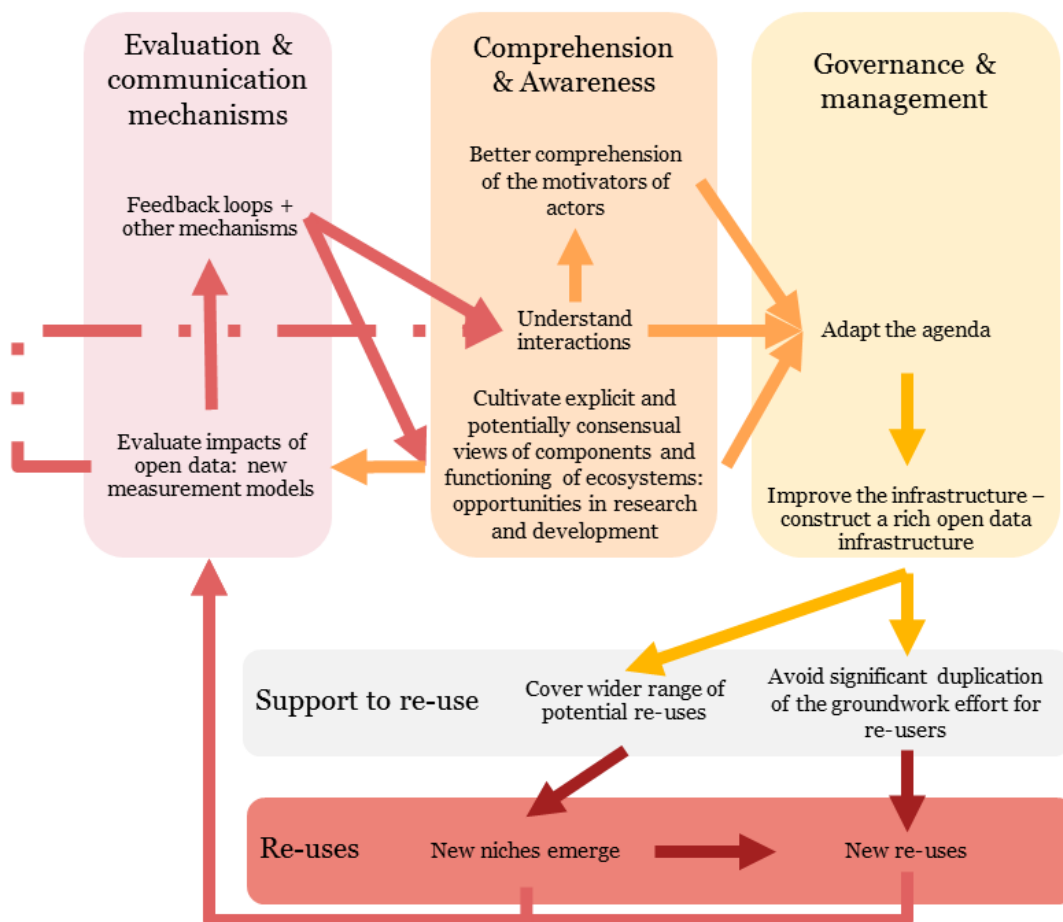 Evaluation &
communication
mechanisms
Feedback loops +
other mechanisms
Evaluate impacts of
open data: new
measurement models
Comprehension
& Awareness
Better comprehension
of the motivators of
actors
Understand
interactions
Cultivate explicit and
potentially consensual
views of components and
functioning of ecosystems:
opportunities in research
and development
Governance &
management
Adapt the agenda
Improve the infrastructure –
construct a rich open data
infrastructure
Support to re-use
Cover wider range of
potential re-uses
Avoid significant duplication
of the groundwork effort for
re-users
Re-uses
New niches emerge
New re-uses